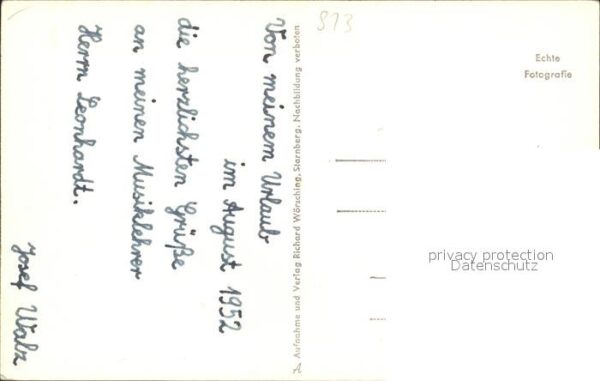 Von meinem Urlaub
im August 1952
die herzlichsten Grüße
an meinen Musiklehrer
Herrn Leonhardt.
Josef Walz
Aufnahme und Verlag Richard Wörsching, Starnberg, Nachbildung verboten
A
813
Echte
Fotografie
privacy protection
Datenschutz